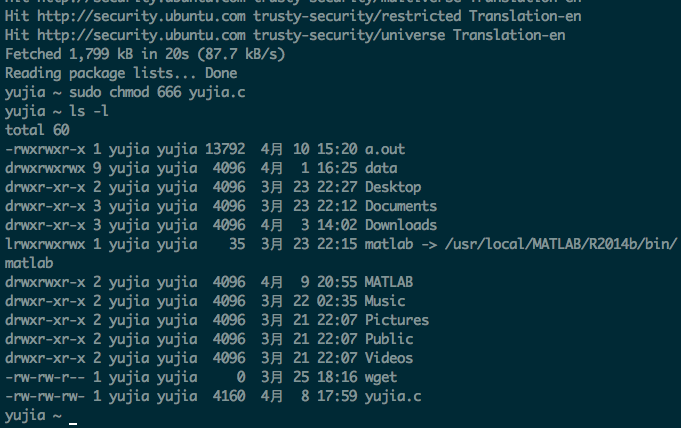 Hit http://security.ubuntu.com trusty-security/multiverse Translation-en
Hit http://security.ubuntu.com trusty-security/restricted Translation-en
Hit http://security.ubuntu.com trusty-security/universe Translation-en
Fetched 1,799 kB in 20s (87.7 kB/s)
Reading package lists... Done
yujia ~ sudo chmod 666 yujia.c
yujia ~ ls -l
total 60
-rwxrwxr-x 1 yujia yujia 13792  4月 10 15:20 a.out
drwxrwxrwx 9 yujia yujia  4096  4月  1 16:25 data
drwxr-xr-x 2 yujia yujia  4096  3月 23 22:27 Desktop
drwxr-xr-x 3 yujia yujia  4096  3月 23 22:12 Documents
drwxr-xr-x 3 yujia yujia  4096  4月  3 14:02 Downloads
lrwxrwxrwx 1 yujia yujia    35  3月 23 22:15 matlab -> /usr/local/MATLAB/R2014b/bin/
matlab
drwxrwxr-x 2 yujia yujia  4096  4月  9 20:55 MATLAB
drwxr-xr-x 2 yujia yujia  4096  3月 22 02:35 Music
drwxr-xr-x 2 yujia yujia  4096  3月 21 22:07 Pictures
drwxr-xr-x 2 yujia yujia  4096  3月 21 22:07 Public
drwxr-xr-x 2 yujia yujia  4096  3月 21 22:07 Videos
-rw-rw-r-- 1 yujia yujia     0  3月 25 18:16 wget
-rw-rw-rw- 1 yujia yujia  4160  4月  8 17:59 yujia.c
yujia ~